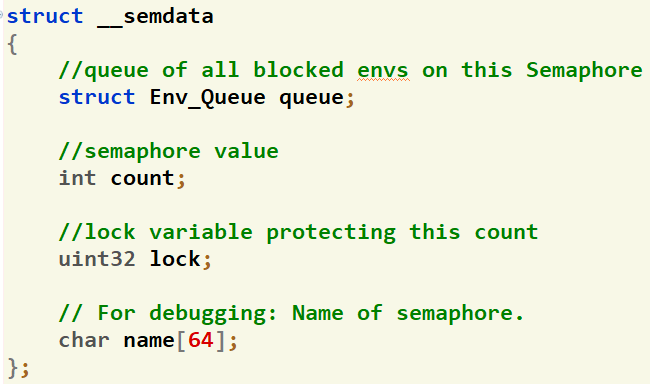 struct __semdata
{
//queue of all blocked envs on this Semaphore
struct Env_Queue queue;
//semaphore value
int count;
//lock variable protecting this count
uint32 lock;
// For debugging: Name of semaphore.
char name[64];
};